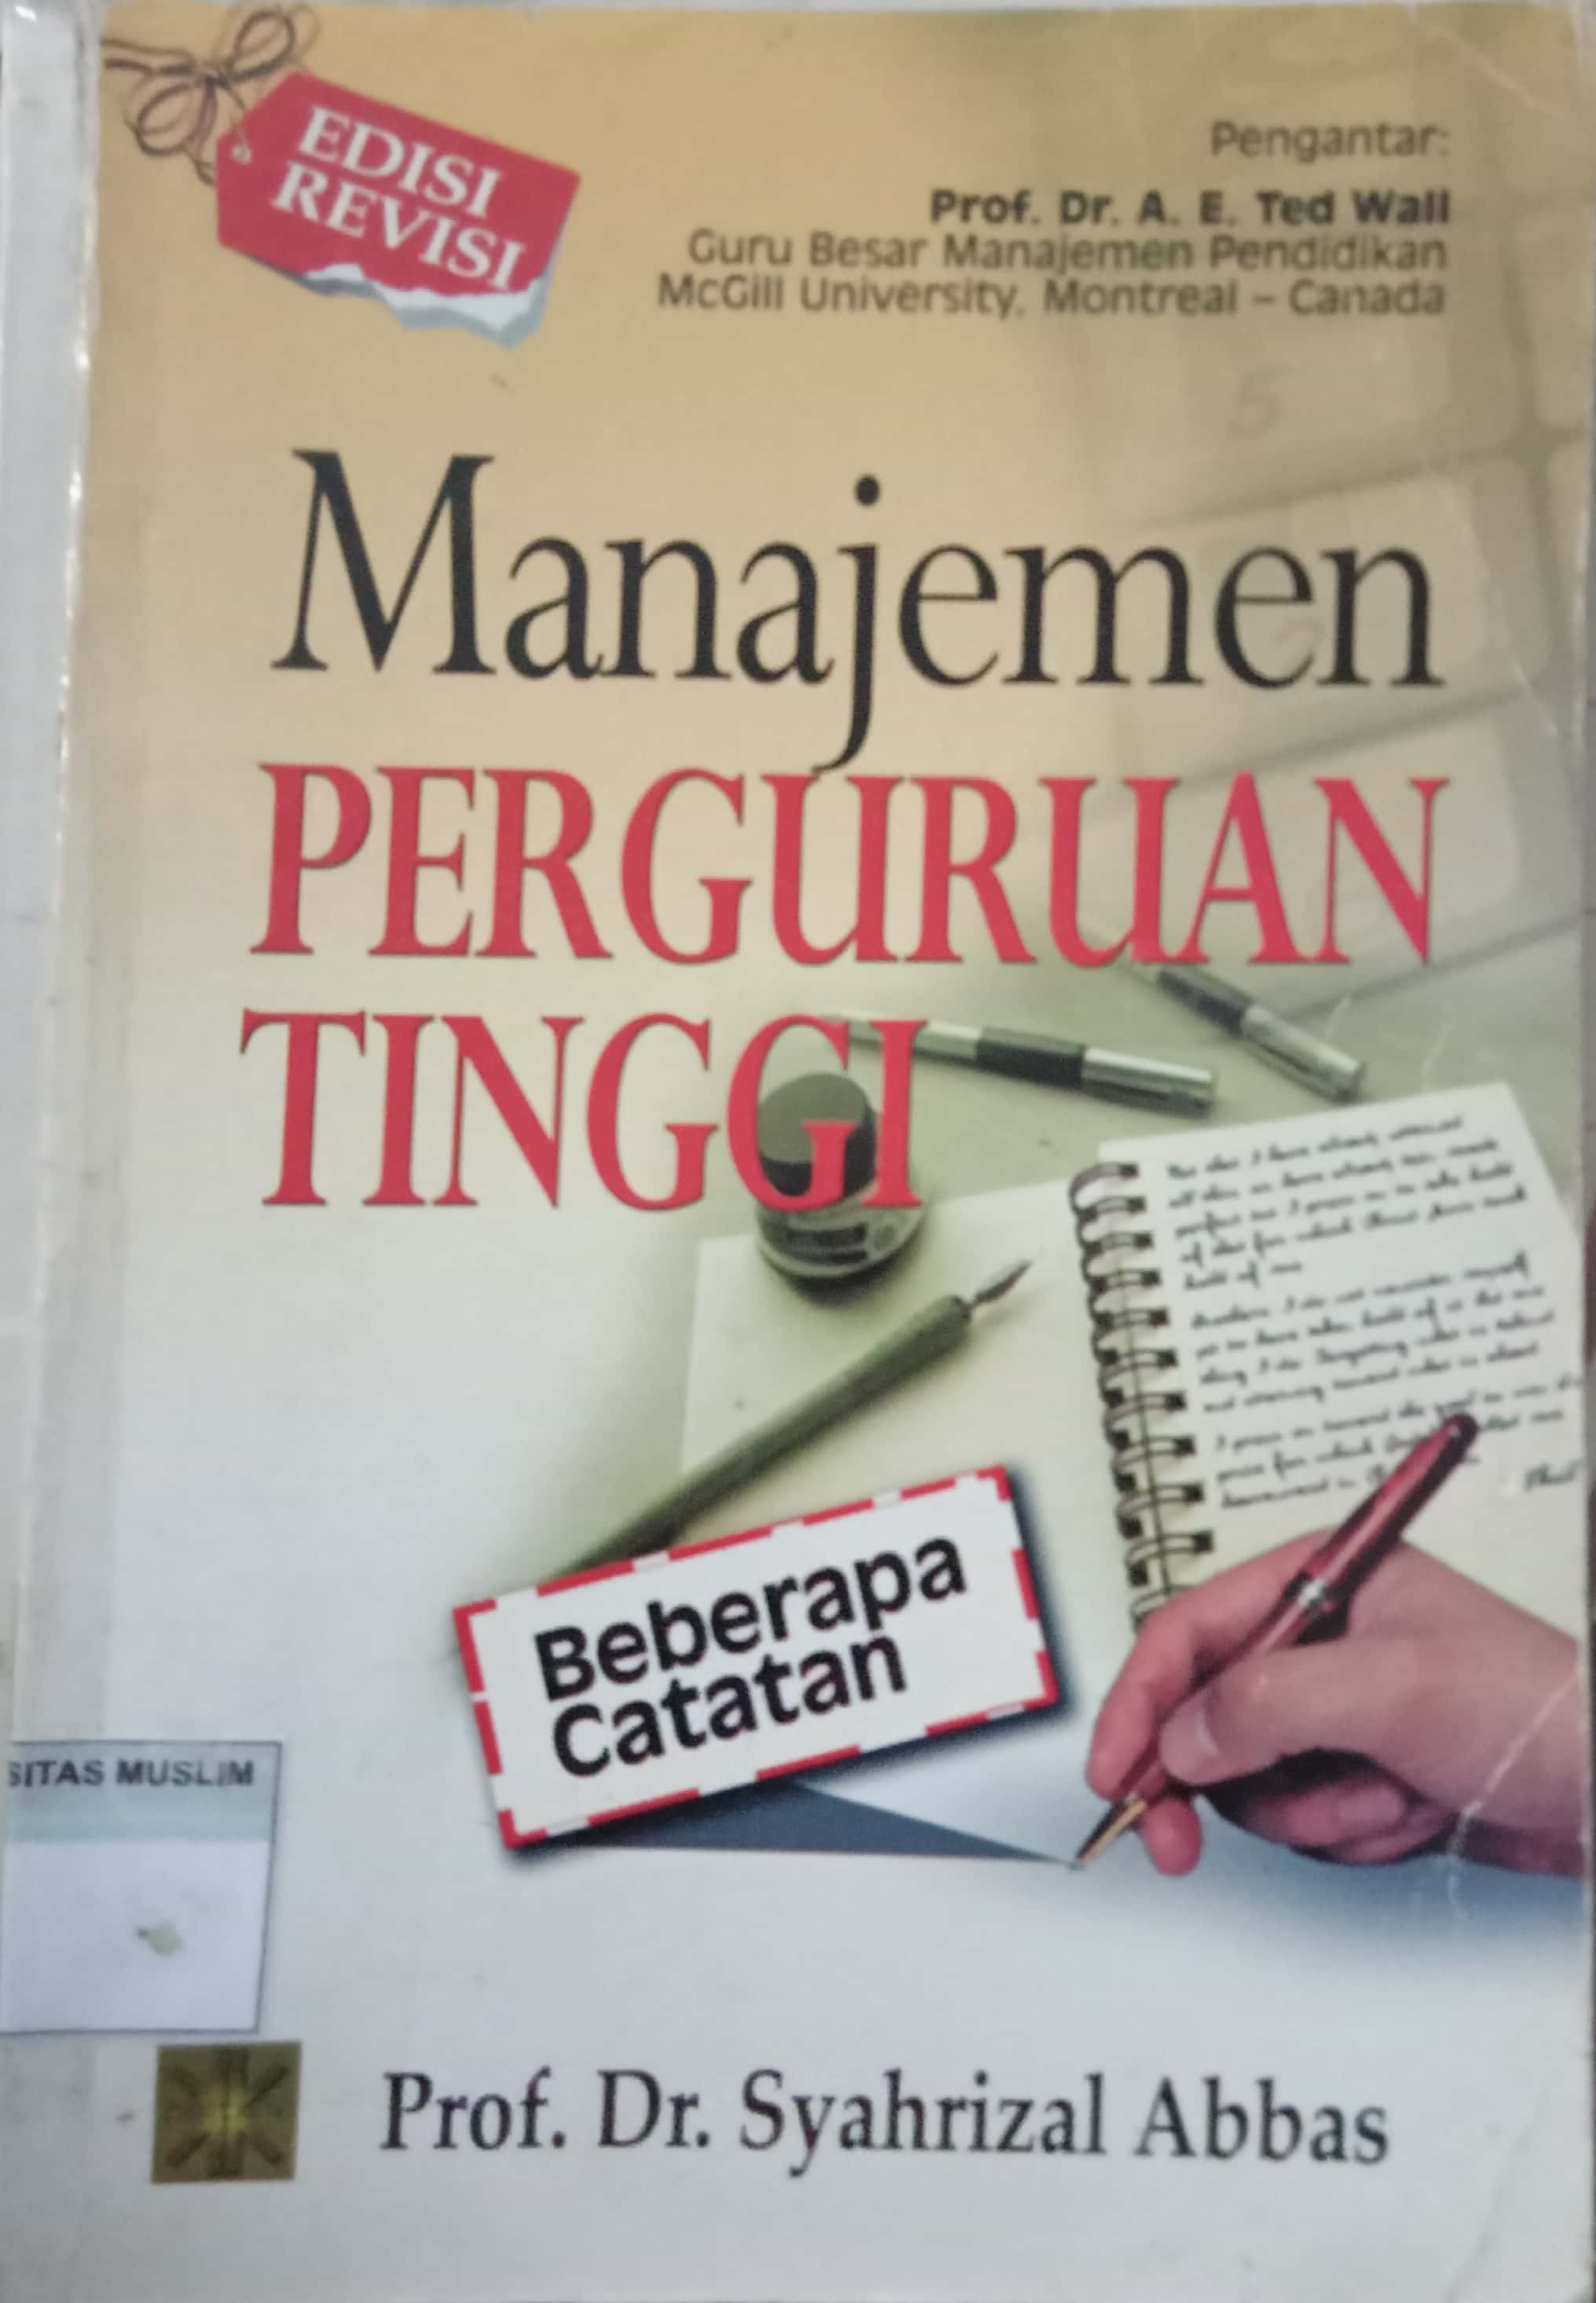 EDISI
REVISI
Pengantar:
Prof. Dr. A. E. Ted Wall
Guru Besar Manajemen Pendidikan
McGill University, Montreal – Canada
5
Manajemen
PERGURUAN
TINGGI
Beberapa
Catatan
SITAS MUSLIM
Prof. Dr. Syahrizal Abbas